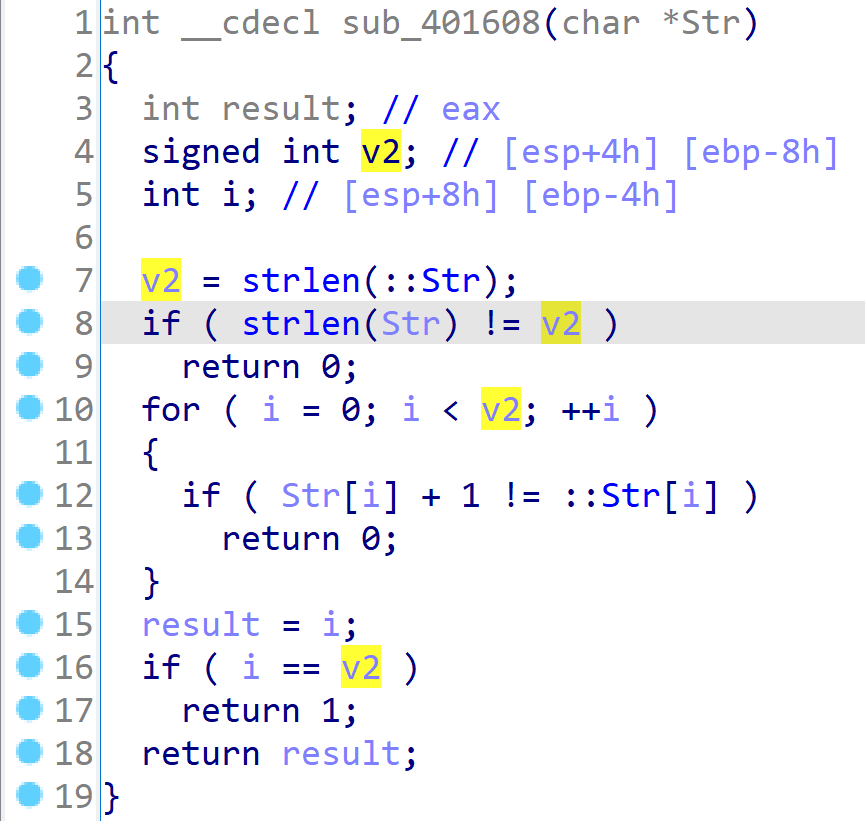 1 int __cdecl sub_401608(char *Str)
2 {
3   int result; // eax
4   signed int v2; // [esp+4h] [ebp-8h]
5   int i; // [esp+8h] [ebp-4h]
6
7   v2 = strlen(::Str);
8   if ( strlen(Str) != v2 )
9     return 0;
10   for ( i = 0; i < v2; ++i )
11   {
12     if ( Str[i] + 1 != ::Str[i] )
13       return 0;
14   }
15   result = i;
16   if ( i == v2 )
17     return 1;
18   return result;
19 }